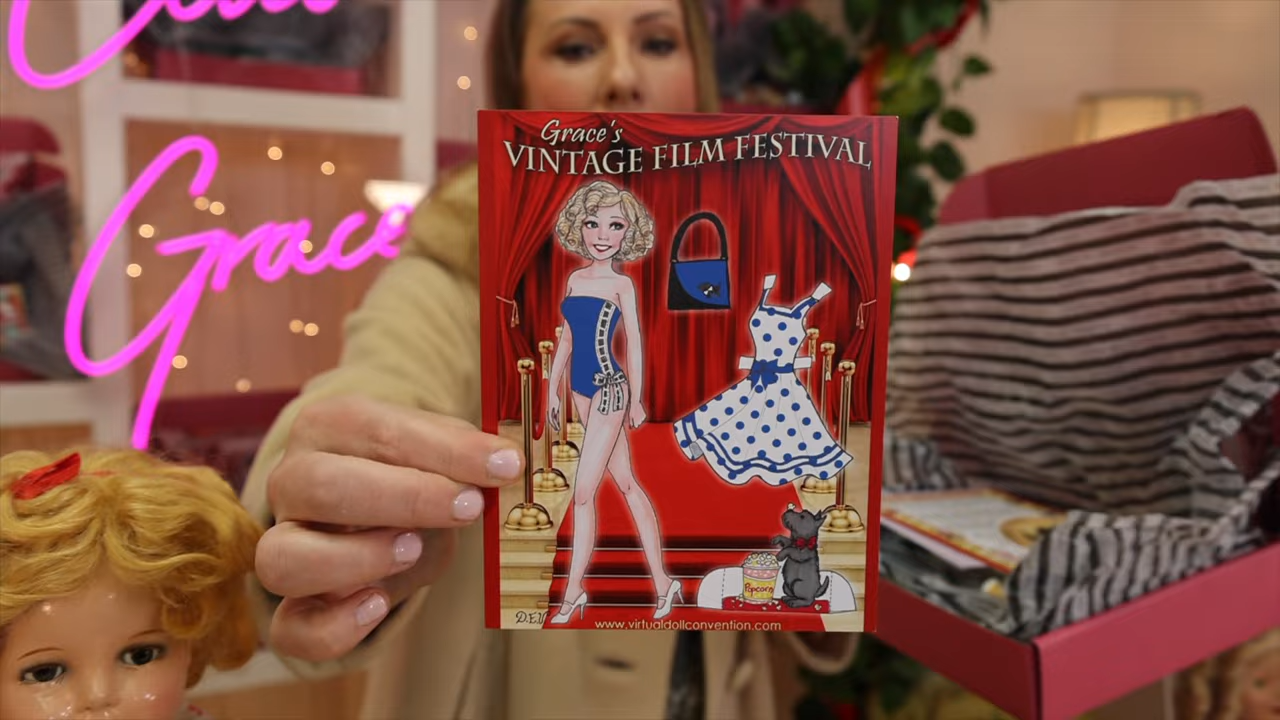 Grace
Grace's
VINTAGE FILM FESTIVAL
Popcorn
D.E.V
www.virtualdollconvention.com